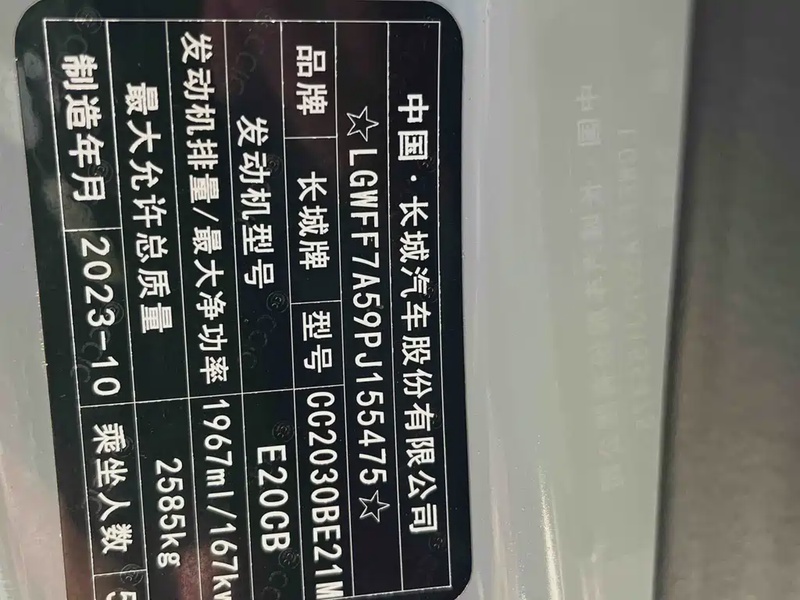 中国·长城汽车股份有限公司
☆LGWFF7A59PJ155475☆
品牌 长城牌 型号 CC2030BE21M
发动机型号 E20CB
发动机排量/最大净功率 1967ml/167kw
最大允许总质量 2585kg
制造年月 2023-10 乘坐人数 5